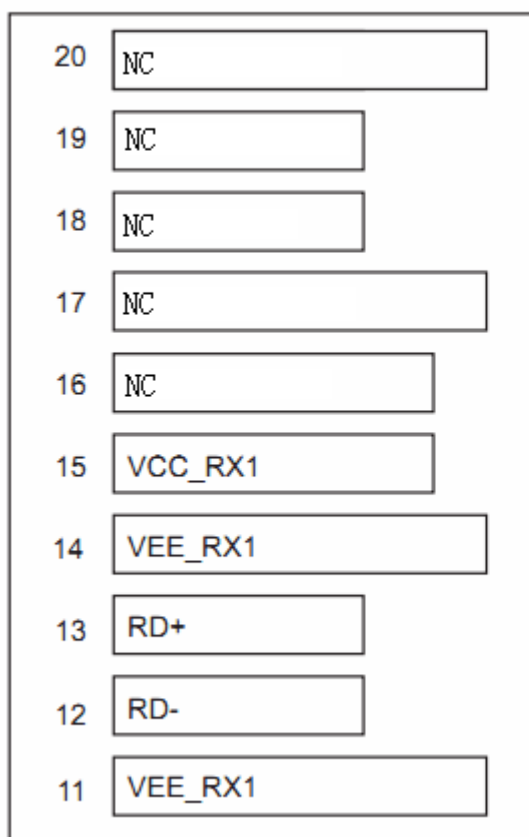 20 NC
19 NC
18 NC
17 NC
16 NC
15 VCC_RX1
14 VEE_RX1
13 RD+
12 RD-
11 VEE_RX1